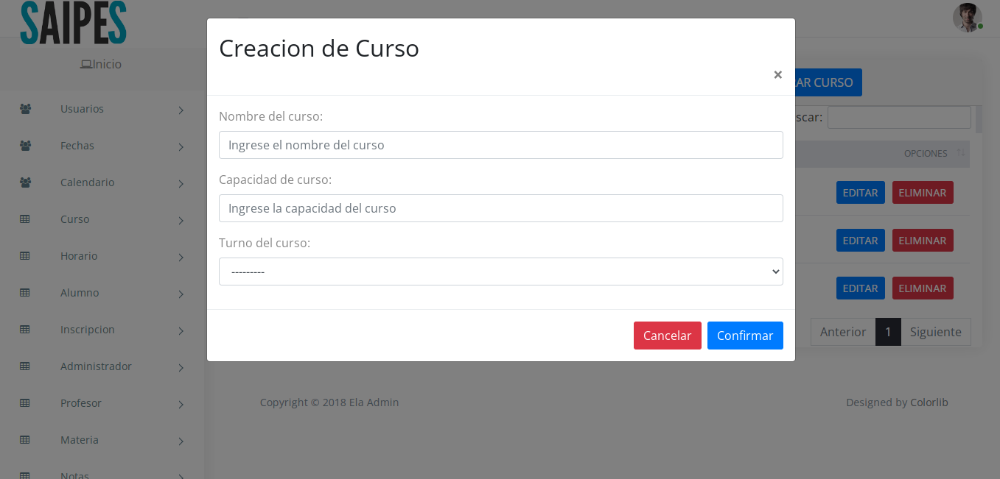 SAIPES
Inicio
Usuarios
Fechas
Calendario
Curso
Horario
Alumno
Inscripcion
Administrador
Profesor
Materia
Notas
Creacion de Curso
×
Nombre del curso:
Ingrese el nombre del curso
Capacidad de curso:
Ingrese la capacidad del curso
Turno del curso:
---------
Cancelar Confirmar
AR CURSO
scar:
OPCIONES
EDITAR ELIMINAR
EDITAR ELIMINAR
EDITAR ELIMINAR
Anterior 1 Siguiente
Copyright © 2018 Ela Admin
Designed by Colorlib